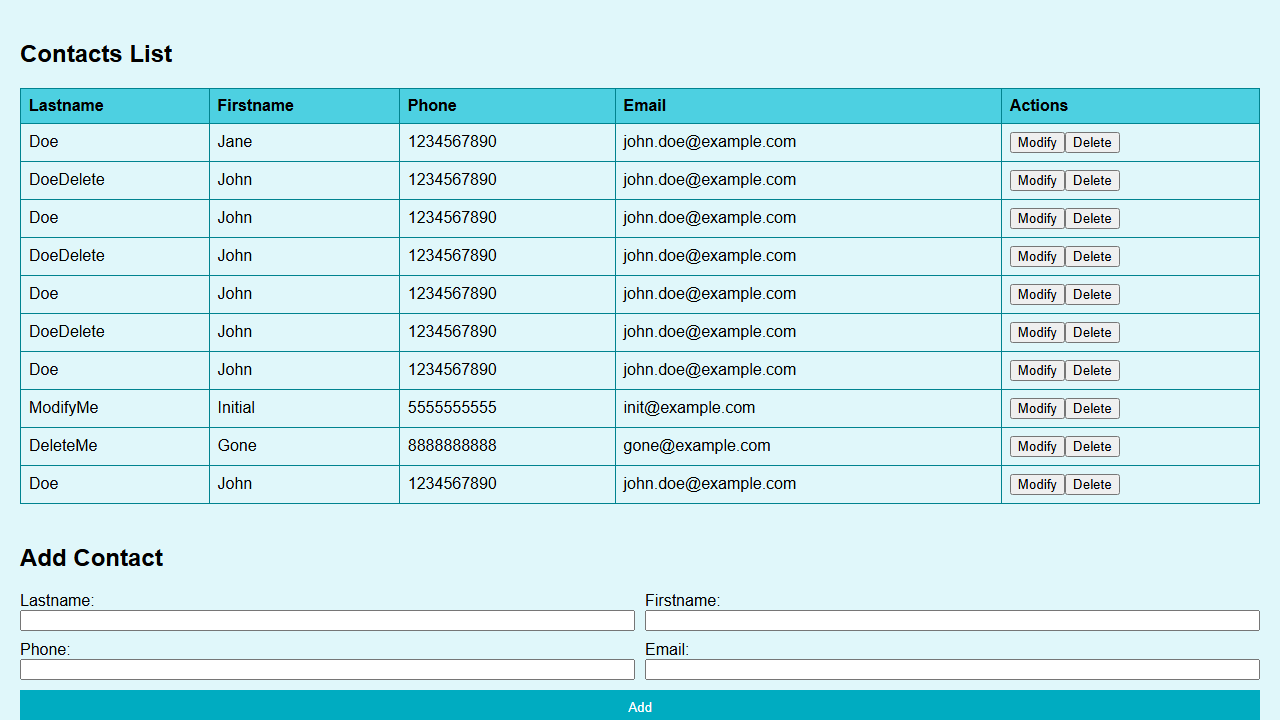 Contacts List
Lastname Firstname Phone Email Actions
Doe Jane 1234567890 john.doe@example.com Modify Delete
DoeDelete John 1234567890 john.doe@example.com Modify Delete
Doe John 1234567890 john.doe@example.com Modify Delete
DoeDelete John 1234567890 john.doe@example.com Modify Delete
Doe John 1234567890 john.doe@example.com Modify Delete
DoeDelete John 1234567890 john.doe@example.com Modify Delete
Doe John 1234567890 john.doe@example.com Modify Delete
ModifyMe Initial 5555555555 init@example.com Modify Delete
DeleteMe Gone 8888888888 gone@example.com Modify Delete
Doe John 1234567890 john.doe@example.com Modify Delete
Add Contact
Lastname: Firstname:
Phone: Email:
Add